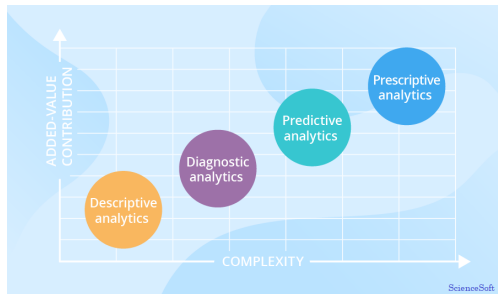 ADDED-VALUE
CONTRIBUTION
Prescriptive
analytics
Predictive
analytics
Diagnostic
analytics
Descriptive
analytics
COMPLEXITY
ScienceSoft